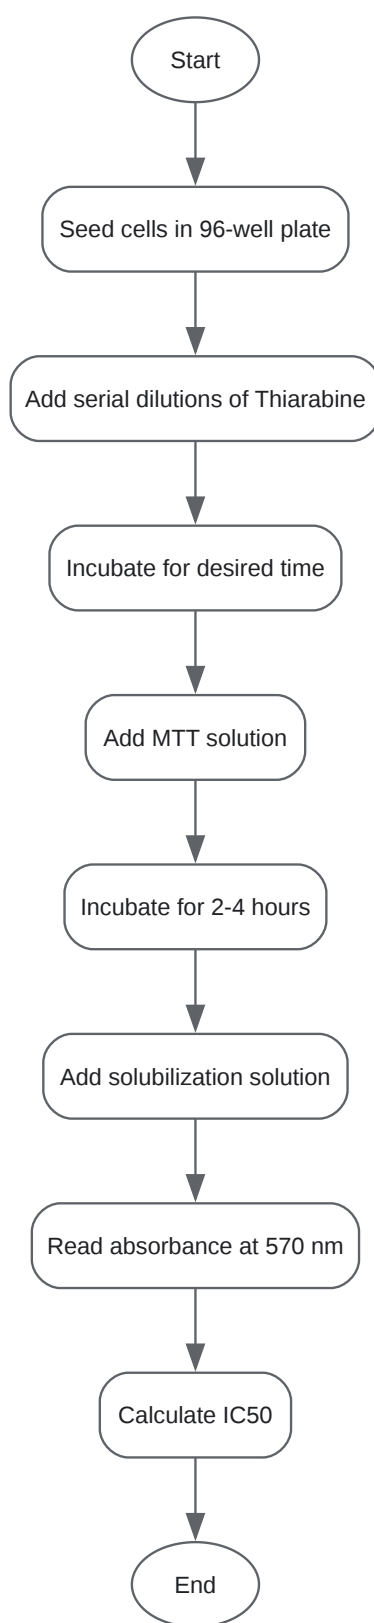 Start
Seed cells in 96-well plate
Add serial dilutions of Thiarabine
Incubate for desired time
Add MTT solution
Incubate for 2-4 hours
Add solubilization solution
Read absorbance at 570 nm
Calculate IC50
End